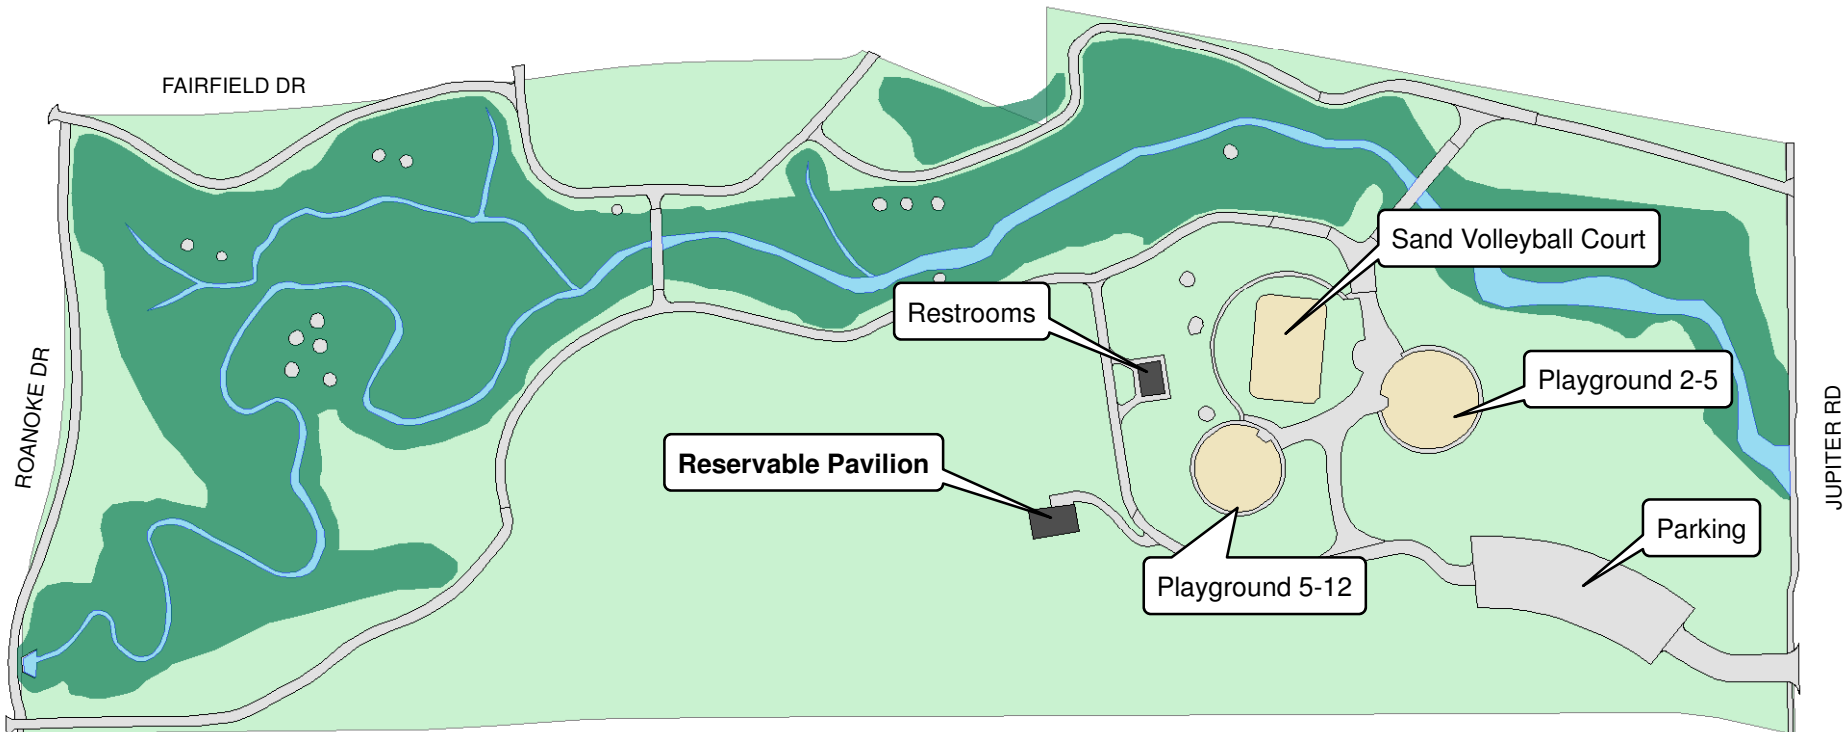 FAIRFIELD DR
Sand Volleyball Court
Restrooms
Playground 2-5
ROANOKE DR
JUPITER RD
Reservable Pavilion
Parking
Playground 5-12